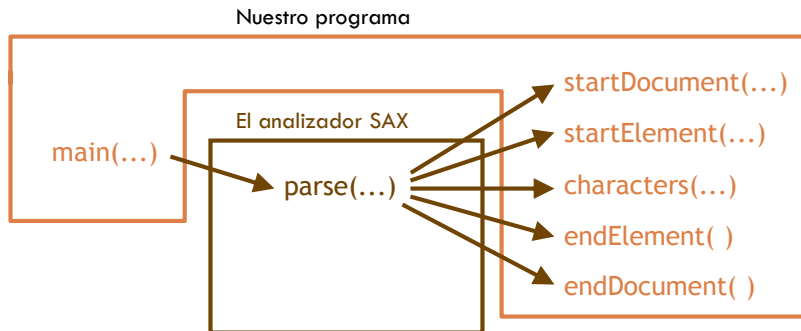 Nuestro programa
startDocument(...)
El analizador SAX
startElement(...)
main(...)
parse(...)
characters(...)
endElement( )
endDocument( )